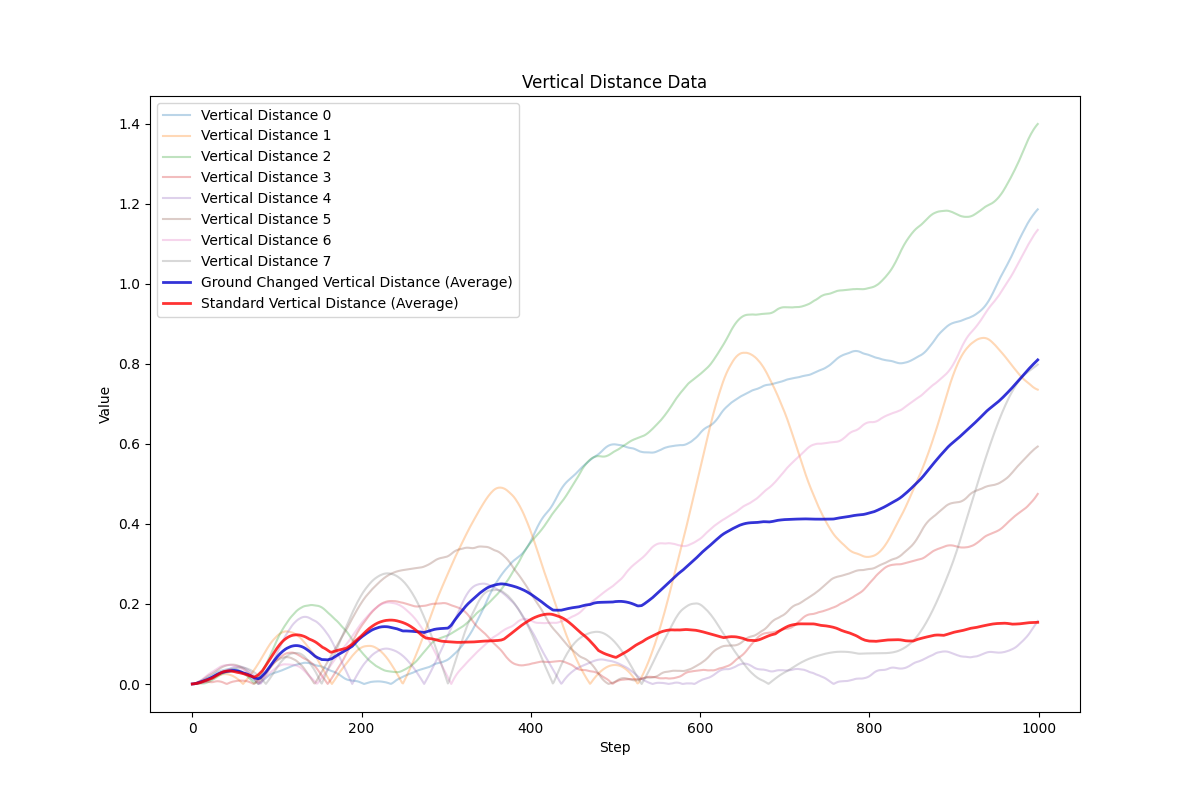 Vertical Distance Data
1.4
1.2
1.0
0.8
0.6
0.4
0.2
0.0
Value
Vertical Distance 0
Vertical Distance 1
Vertical Distance 2
Vertical Distance 3
Vertical Distance 4
Vertical Distance 5
Vertical Distance 6
Vertical Distance 7
Ground Changed Vertical Distance (Average)
Standard Vertical Distance (Average)
0 200 400 600 800 1000
Step